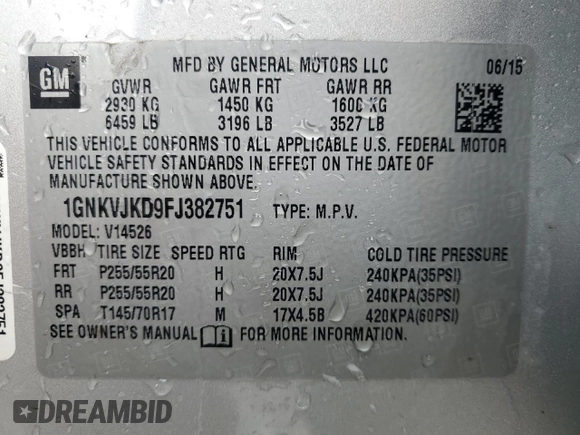 GM
MFD BY GENERAL MOTORS LLC 06/15
GVWR GAWR FRT GAWR RR
2930 KG 1450 KG 1600 KG
6459 LB 3196 LB 3527 LB
THIS VEHICLE CONFORMS TO ALL APPLICABLE U.S. FEDERAL MOTOR
VEHICLE SAFETY STANDARDS IN EFFECT ON THE DATE OF
MANUFACTURE SHOWN ABOVE.
1GNKVJKD9FJ382751 TYPE: M.P.V.
MODEL: V14526
VBBH TIRE SIZE SPEED RTG RIM COLD TIRE PRESSURE
FRT P255/55R20 H 20X7.5J 240KPA(35PSI)
RR P255/55R20 H 20X7.5J 240KPA(35PSI)
SPA T145/70R17 M 17X4.5B 420KPA(60PSI)
SEE OWNER'S MANUAL FOR MORE INFORMATION.
DREAMBID